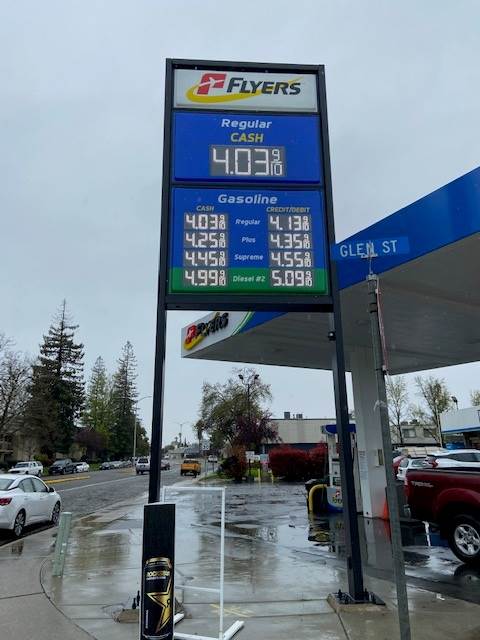 FLYERS
Regular
CASH
4.03 9/10
Gasoline
CASH CREDIT/DEBIT
4.03 9/10 Regular 4.13 9/10
4.25 9/10 Plus 4.35 9/10
4.45 9/10 Supreme 4.55 9/10
4.99 9/10 Diesel #2 5.09 9/10
GLEN ST
FLYERS
ROCKSTAR